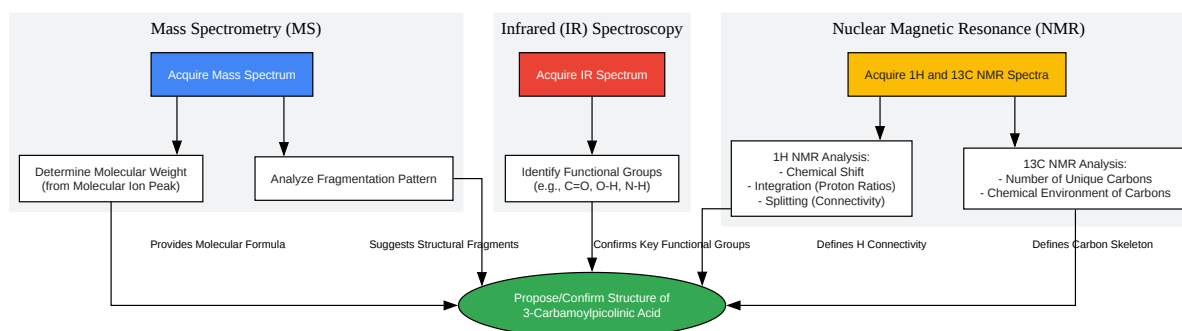 Mass Spectrometry (MS)
Infrared (IR) Spectroscopy
Nuclear Magnetic Resonance (NMR)
Acquire Mass Spectrum
Acquire IR Spectrum
Acquire 1H and 13C NMR Spectra
Determine Molecular Weight
(from Molecular Ion Peak)
Analyze Fragmentation Pattern
Identify Functional Groups
(e.g., C=O, O-H, N-H)
1H NMR Analysis:
- Chemical Shift
- Integration (Proton Ratios)
- Splitting (Connectivity)
13C NMR Analysis:
- Number of Unique Carbons
- Chemical Environment of Carbons
Provides Molecular Formula
Suggests Structural Fragments
Confirms Key Functional Groups
Defines H Connectivity
Defines Carbon Skeleton
Propose/Confirm Structure of
3-Carbamoylpicolinic Acid